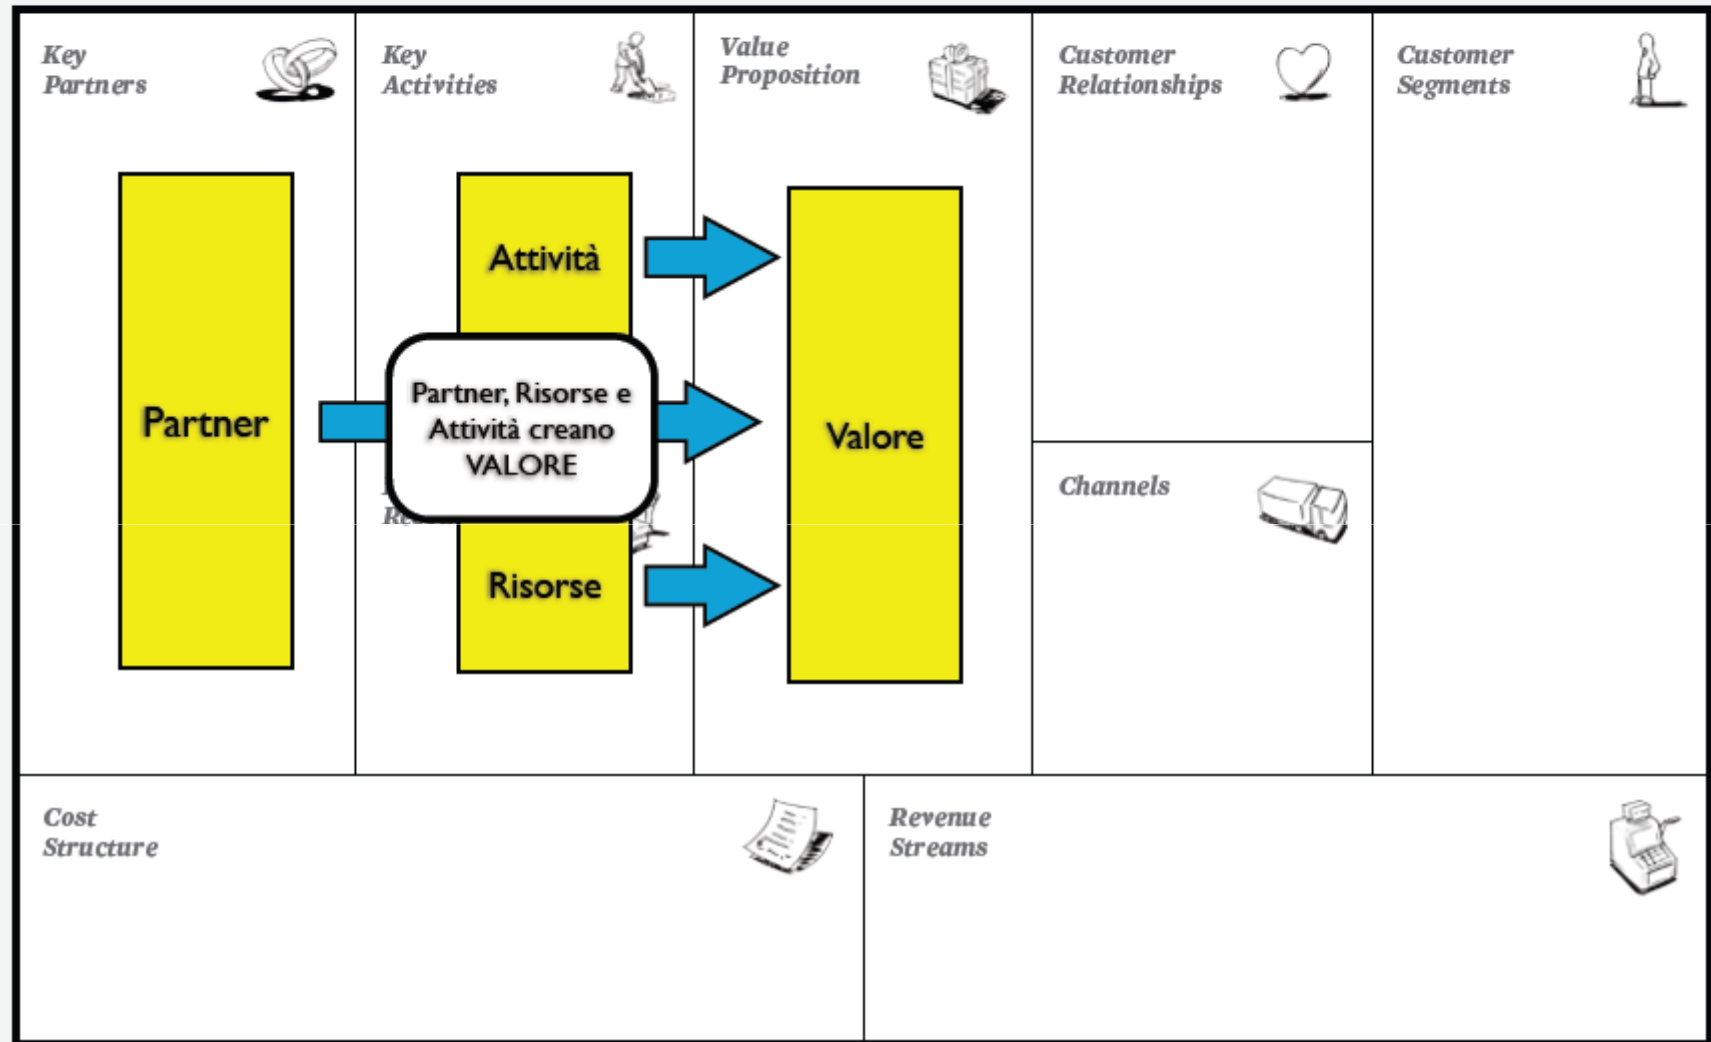 Key
Partners
Key
Activities
Value
Proposition
Customer
Relationships
Customer
Segments
Partner
Attività
Partner, Risorse e
Attività creano
VALORE
Risorse
Valore
Channels
Cost
Structure
Revenue
Streams